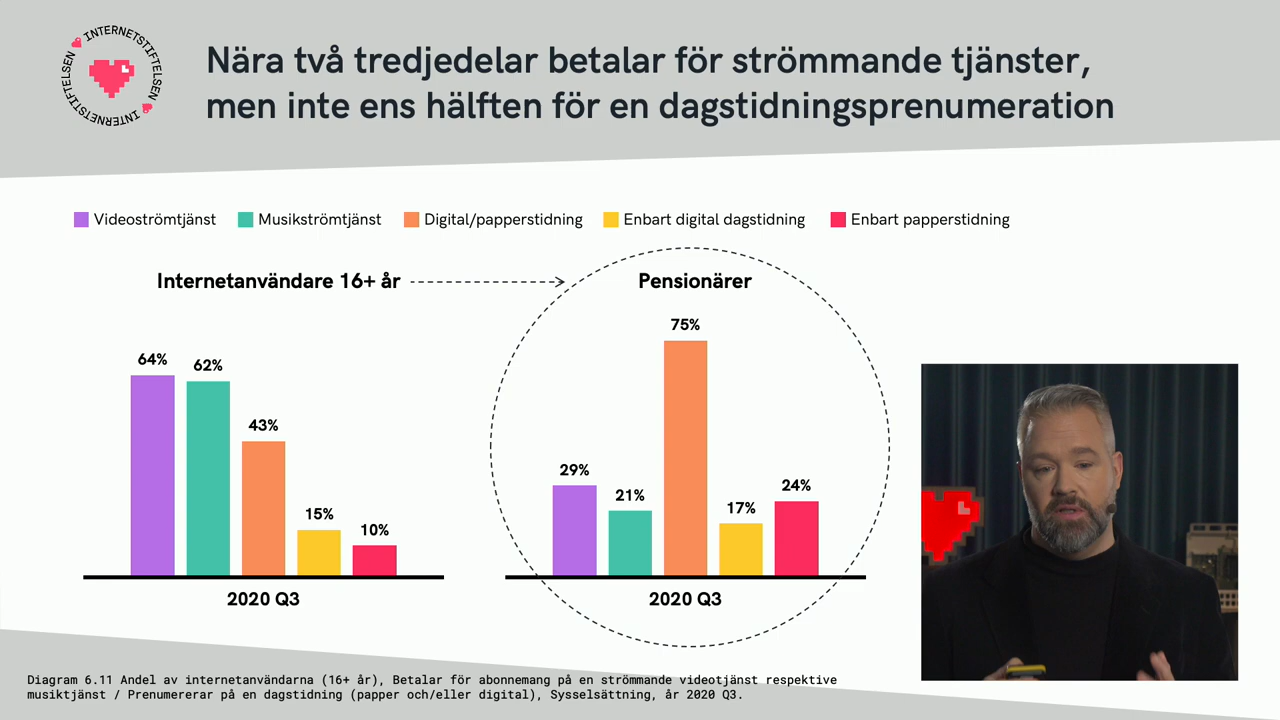 INTERNETSTIFTELSEN INTERNETSTIFTELSEN
Nära två tredjedelar betalar för strömmande tjänster,
men inte ens hälften för en dagstidningsprenumeration
Videoströmtjänst Musikströmtjänst Digital/papperstidning Enbart digital dagstidning Enbart papperstidning
Internetanvändare 16+ år
64%
62%
43%
15%
10%
2020 Q3
Pensionärer
29%
21%
75%
17%
24%
2020 Q3
Diagram 6.11 Andel av internetanvändarna (16+ år), Betalar för abonnemang på en strömmande videotjänst respektive
musiktjänst / Prenumererar på en dagstidning (papper och/eller digital), Sysselsättning, år 2020 Q3.